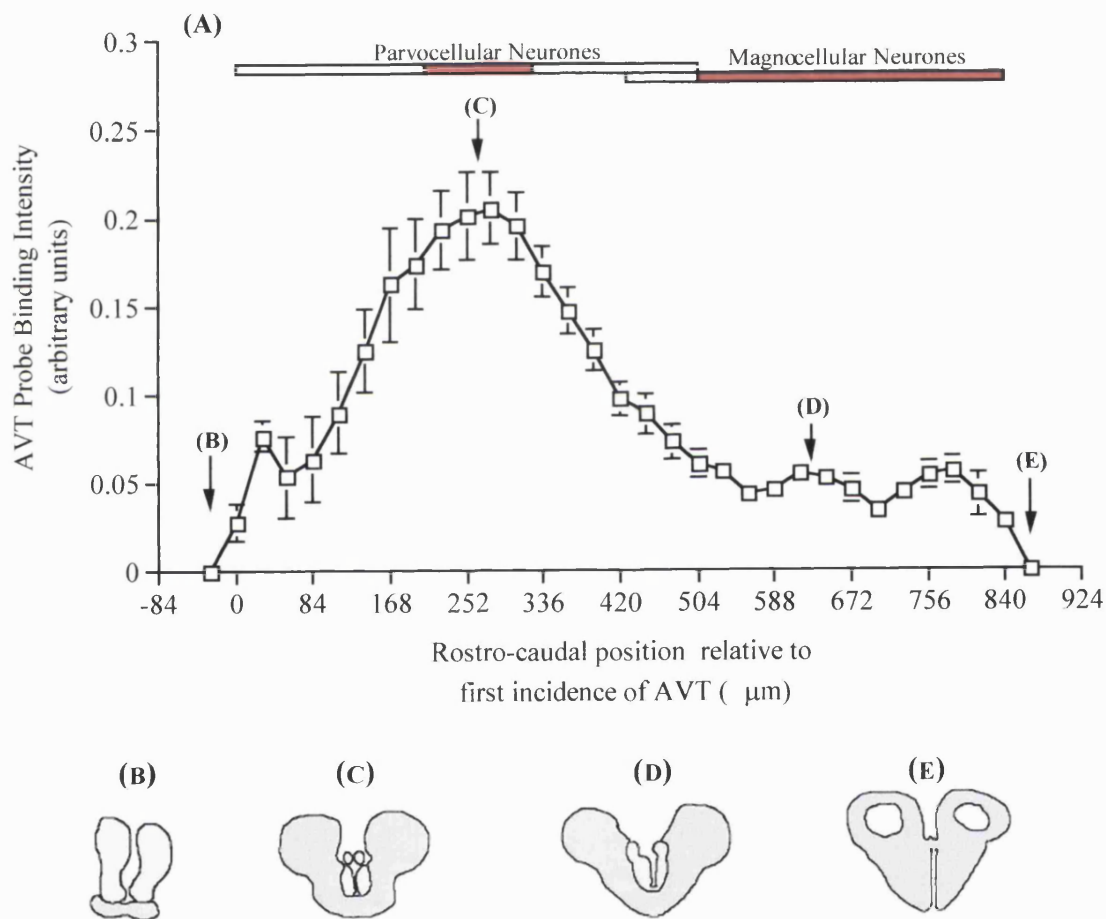 (A)
0.3
0.25
0.2
0.15
0.1
0.05
0
AVT Probe Binding Intensity
(arbitrary units)
Parvocellular Neurones
Magnocellular Neurones
(C)
(B)
(D)
(E)
-84 0 84 168 252 336 420 504 588 672 756 840 924
Rostro-caudal position relative to
first incidence of AVT ( μm)
(B) (C) (D) (E)